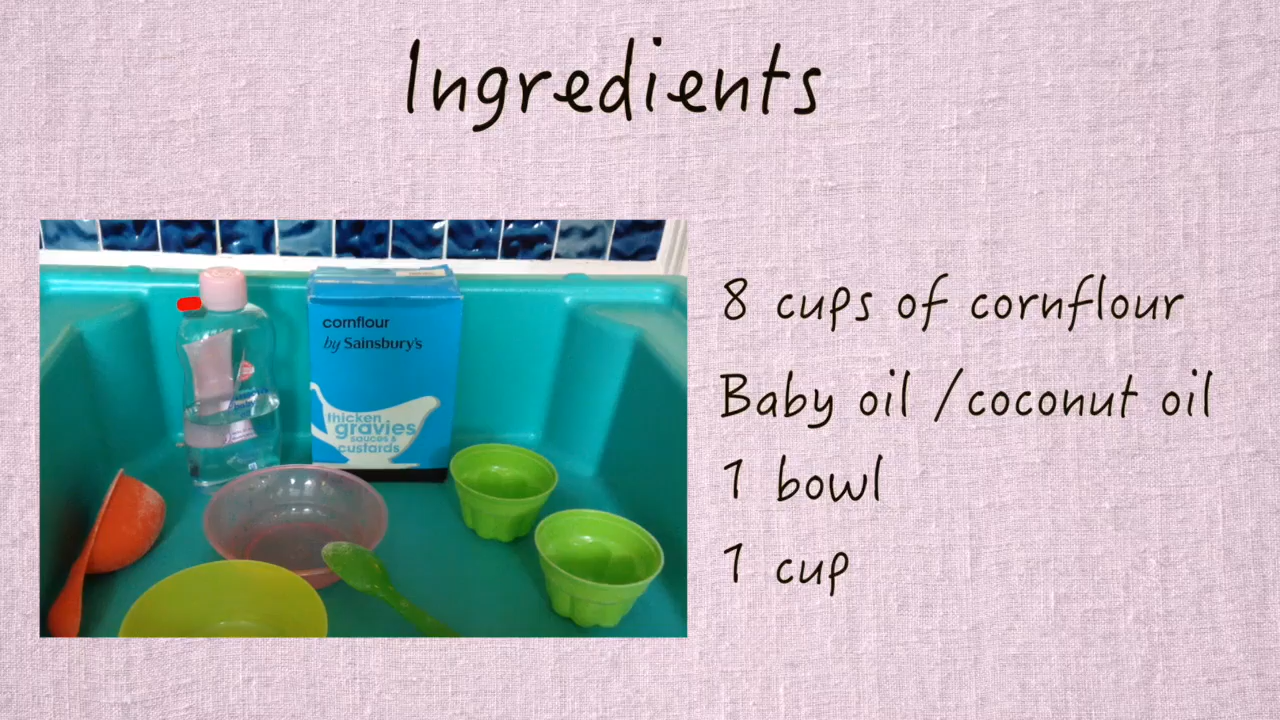 Ingredients
cornflour
by Sainsbury's
thicken
gravies
sauces &
custards
8 cups of cornflour
Baby oil / coconut oil
1 bowl
1 cup